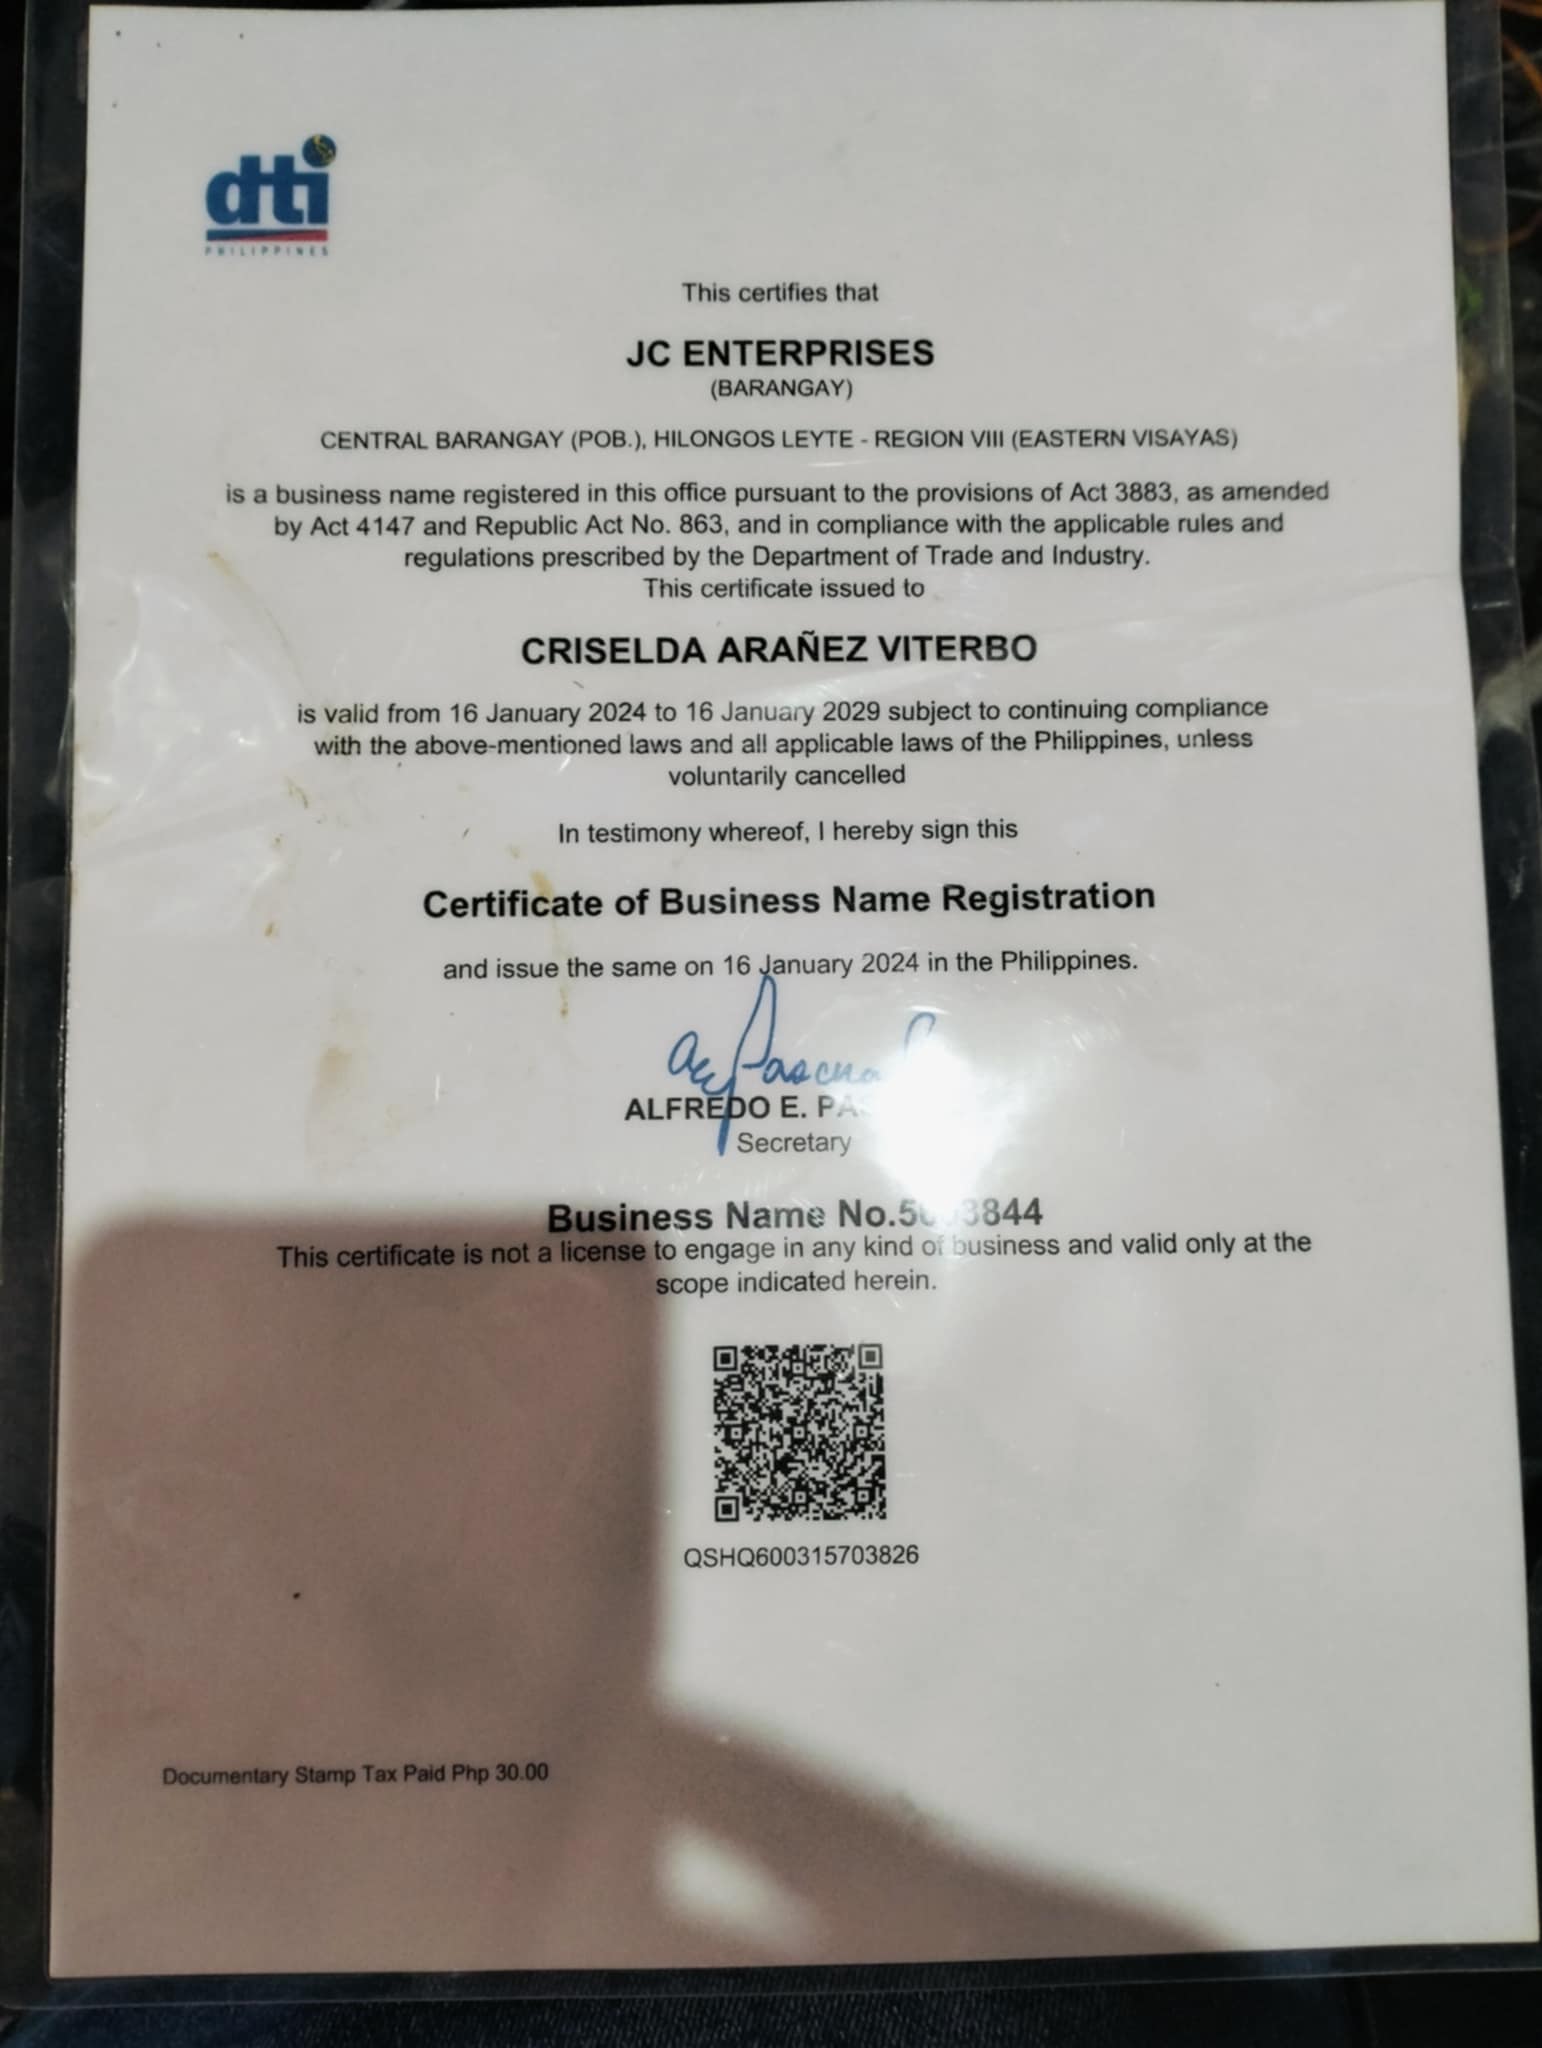 dti
PHILIPPINES
This certifies that
JC ENTERPRISES
(BARANGAY)
CENTRAL BARANGAY (POB.), HILONGOS LEYTE - REGION VIII (EASTERN VISAYAS)
is a business name registered in this office pursuant to the provisions of Act 3883, as amended
by Act 4147 and Republic Act No. 863, and in compliance with the applicable rules and
regulations prescribed by the Department of Trade and Industry.
This certificate issued to
CRISELDA ARAÑEZ VITERBO
is valid from 16 January 2024 to 16 January 2029 subject to continuing compliance
with the above-mentioned laws and all applicable laws of the Philippines, unless
voluntarily cancelled
In testimony whereof, I hereby sign this
Certificate of Business Name Registration
and issue the same on 16 January 2024 in the Philippines.
ALFREDO E.
Secretary
Business Name
This certificate is not a license to engage in any kind of business and valid only at the
scope indicated herein.
QSHQ600315703826
Documentary Stamp Tax Paid Php 30.00